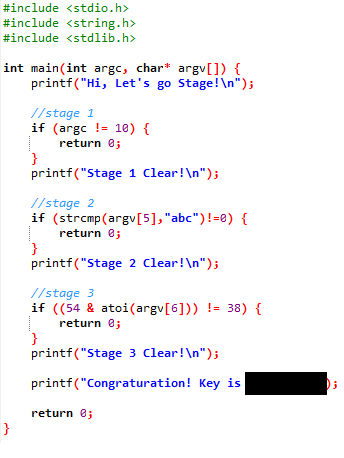 #include <stdio.h>
#include <string.h>
#include <stdlib.h>
int main(int argc, char* argv[]) {
printf("Hi, Let's go Stage!\n");
//stage 1
if (argc != 10) {
return 0;
}
printf("Stage 1 Clear!\n");
//stage 2
if (strcmp(argv[5],"abc")!=0) {
return 0;
}
printf("Stage 2 Clear!\n");
//stage 3
if ((54 & atoi(argv[6])) != 38) {
return 0;
}
printf("Stage 3 Clear!\n");
printf("Congraturation! Key is );
return 0;
}